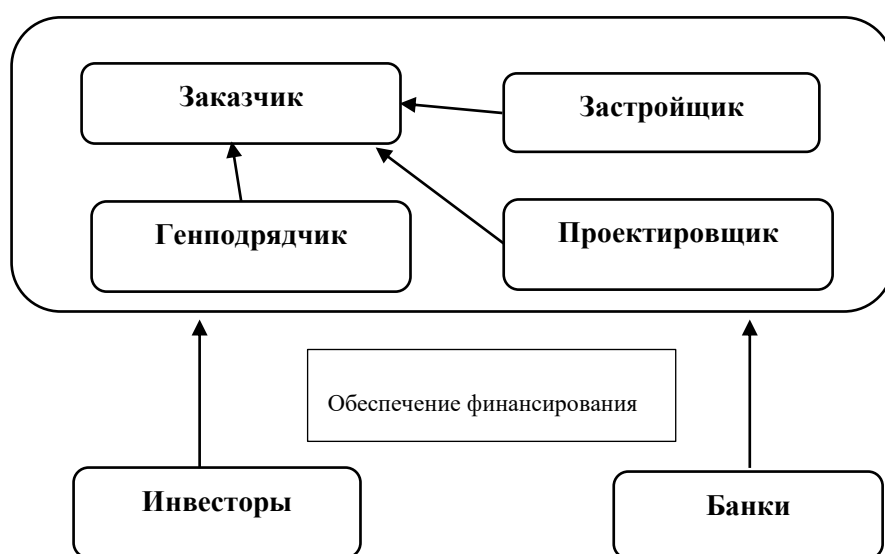 Заказчик
Застройщик
Генподрядчик
Проектировщик
Обеспечение финансирования
Инвесторы
Банки